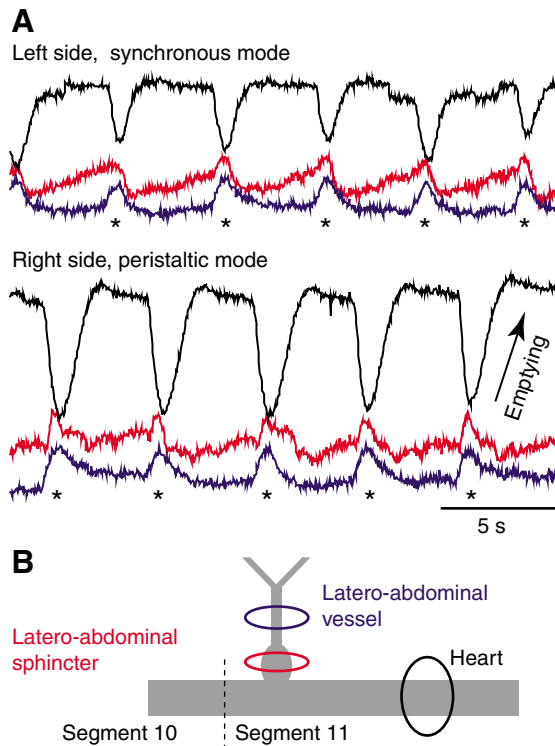 A
Left side, synchronous mode
* * * * *
Right side, peristaltic mode
Emptying
* * * * *
5 s
B
Latero-abdominal
vessel
Latero-abdominal
sphincter
Heart
Segment 10 Segment 11